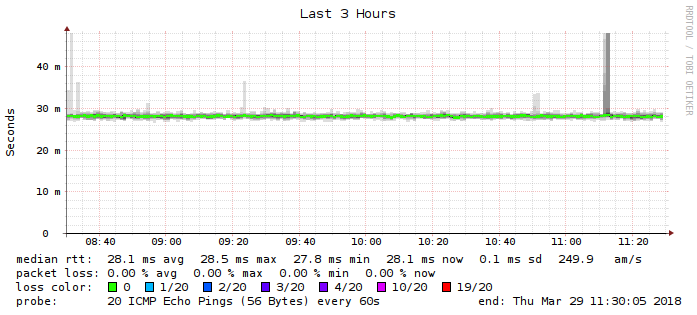 Last 3 Hours
RRDTOOL / TOBI OETIKER
Seconds
40 m
30 m
20 m
10 m
0
08:40 09:00 09:20 09:40 10:00 10:20 10:40 11:00 11:20
median rtt: 28.1 ms avg 28.5 ms max 27.8 ms min 28.1 ms now 0.1 ms sd 249.9 am/s
packet loss: 0.00 % avg 0.00 % max 0.00 % min 0.00 % now
loss color: 0 1/20 2/20 3/20 4/20 10/20 19/20
probe: 20 ICMP Echo Pings (56 Bytes) every 60s end: Thu Mar 29 11:30:05 2018